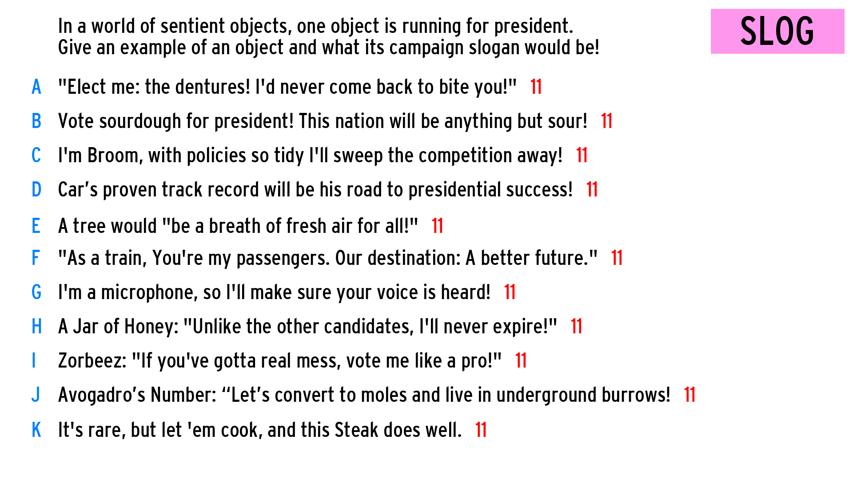 In a world of sentient objects, one object is running for president.
Give an example of an object and what its campaign slogan would be!
SLOG
A "Elect me: the dentures! I'd never come back to bite you!" 11
B Vote sourdough for president! This nation will be anything but sour! 11
C I'm Broom, with policies so tidy I'll sweep the competition away! 11
D Car’s proven track record will be his road to presidential success! 11
E A tree would "be a breath of fresh air for all!" 11
F "As a train, You're my passengers. Our destination: A better future." 11
G I'm a microphone, so I'll make sure your voice is heard! 11
H A Jar of Honey: "Unlike the other candidates, I'll never expire!" 11
I Zorbeez: "If you've gotta real mess, vote me like a pro!" 11
J Avogadro’s Number: “Let’s convert to moles and live in underground burrows! 11
K It's rare, but let 'em cook, and this Steak does well. 11